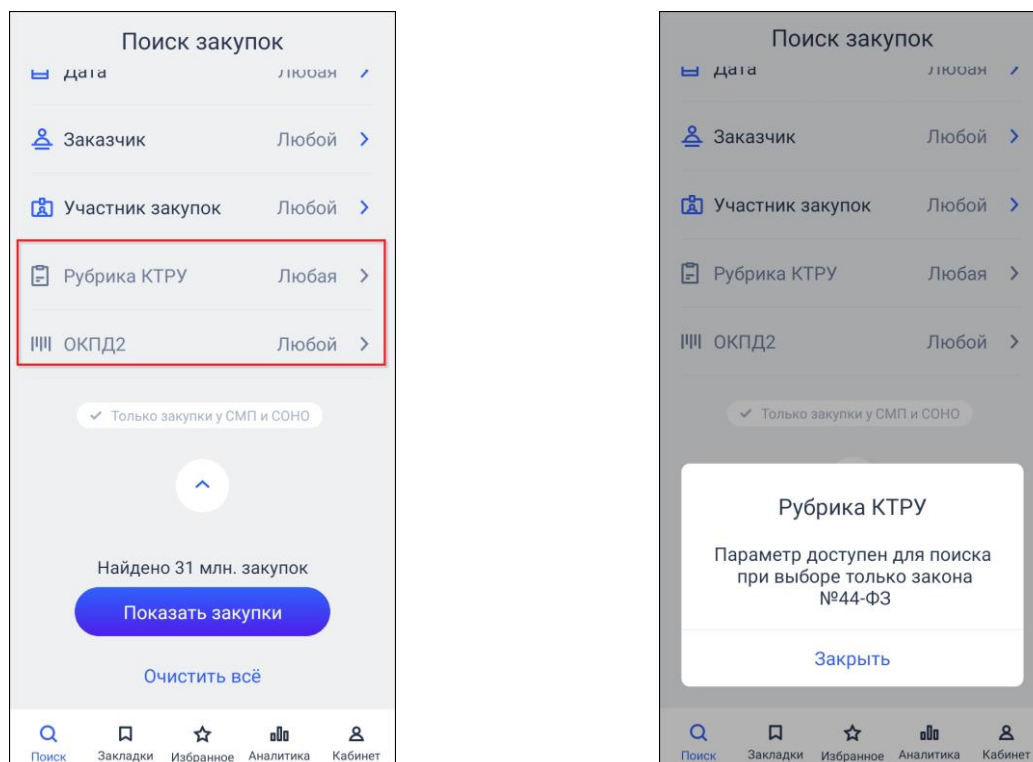 Поиск закупок
Дата Любая
Заказчик Любой
Участник закупок Любой
Рубрика КТРУ Любая
ОКПД2 Любой
Только закупки у СМП и СОНО
Найдено 31 млн. закупок
Показать закупки
Очистить всё
Поиск Закладки Избранное Аналитика Кабинет
Поиск закупок
Дата Любая
Заказчик Любой
Участник закупок Любой
Рубрика КТРУ Любая
ОКПД2 Любой
Только закупки у СМП и СОНО
Рубрика КТРУ
Параметр доступен для поиска
при выборе только закона
№44-ФЗ
Закрыть
Поиск Закладки Избранное Аналитика Кабинет